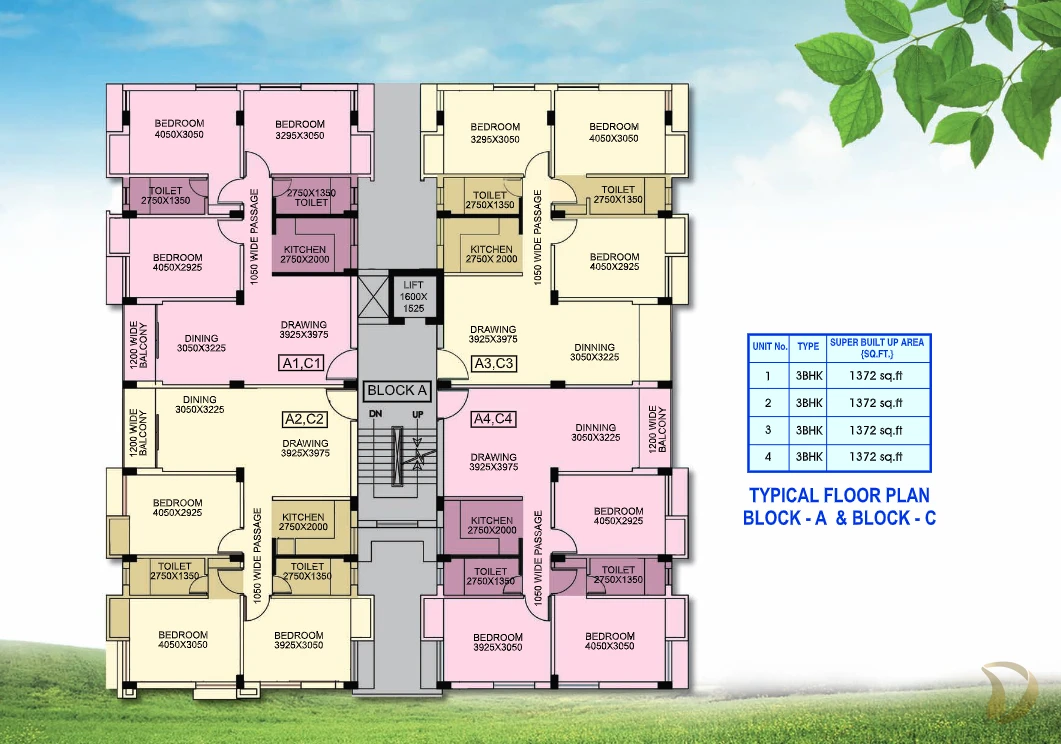 BEDROOM
4050X3050
BEDROOM
3295X3050
BEDROOM
3295X3050
BEDROOM
4050X3050
TOILET
2750X1350
2750X1350
TOILET
TOILET
2750X1350
TOILET
2750X1350
1050 WIDE PASSAGE
1050 WIDE PASSAGE
BEDROOM
4050X2925
KITCHEN
2750X2000
KITCHEN
2750X 2000
BEDROOM
4050X2925
LIFT
1600X
1525
1200 WIDE
BALCONY
DINING
3050X3225
DRAWING
3925X3975
A1,C1
DRAWING
3925X3975
A3,C3
DINNING
3050X3225
BLOCK A
DN
UP
1200 WIDE
BALCONY
DINING
3050X3225
A2,C2
DRAWING
3925X3975
A4,C4
DRAWING
3925X3975
DINNING
3050X3225
1200 WIDE
BALCONY
BEDROOM
4050X2925
KITCHEN
2750X2000
KITCHEN
2750X2000
BEDROOM
4050X2925
1050 WIDE PASSAGE
1050 WIDE PASSAGE
TOILET
2750X1350
TOILET
2750X1350
TOILET
2750X1350
TOILET
2750X1350
BEDROOM
4050X3050
BEDROOM
3925X3050
BEDROOM
3925X3050
BEDROOM
4050X3050
UNIT No. TYPE SUPER BUILT UP AREA
{SQ.FT.}
1 3BHK 1372 sq.ft
2 3BHK 1372 sq.ft
3 3BHK 1372 sq.ft
4 3BHK 1372 sq.ft
TYPICAL FLOOR PLAN
BLOCK - A & BLOCK - C